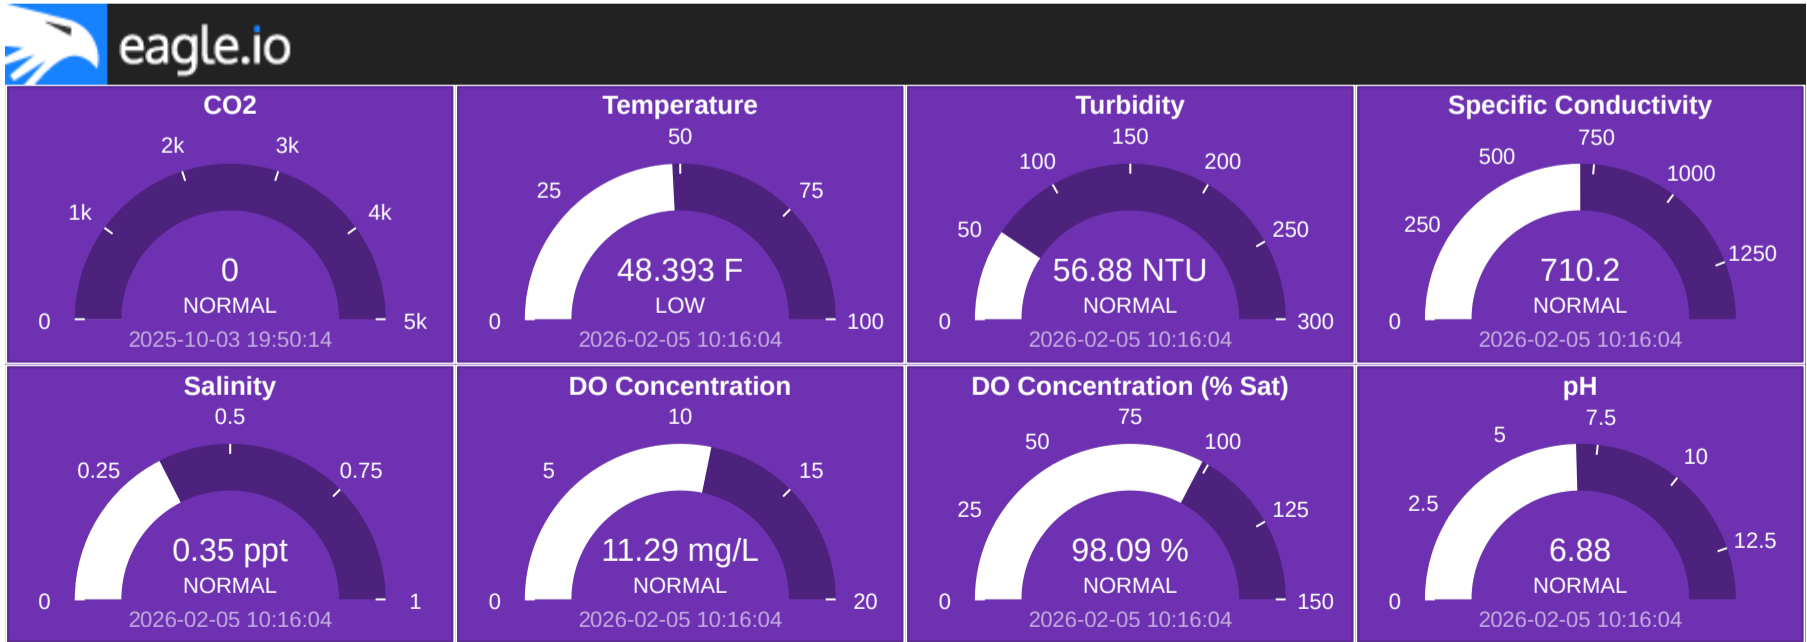 eagle.io
CO2
0
1k
2k
3k
4k
5k
0
NORMAL
2025-10-03 19:50:14
Temperature
0
25
50
75
100
48.393 F
LOW
2026-02-05 10:16:04
Turbidity
0
50
100
150
200
250
300
56.88 NTU
NORMAL
2026-02-05 10:16:04
Specific Conductivity
0
250
500
750
1000
1250
710.2
NORMAL
2026-02-05 10:16:04
Salinity
0
0.25
0.5
0.75
1
0.35 ppt
NORMAL
2026-02-05 10:16:04
DO Concentration
0
5
10
15
20
11.29 mg/L
NORMAL
2026-02-05 10:16:04
DO Concentration (% Sat)
0
25
50
75
100
125
150
98.09 %
NORMAL
2026-02-05 10:16:04
pH
0
2.5
5
7.5
10
12.5
6.88
NORMAL
2026-02-05 10:16:04